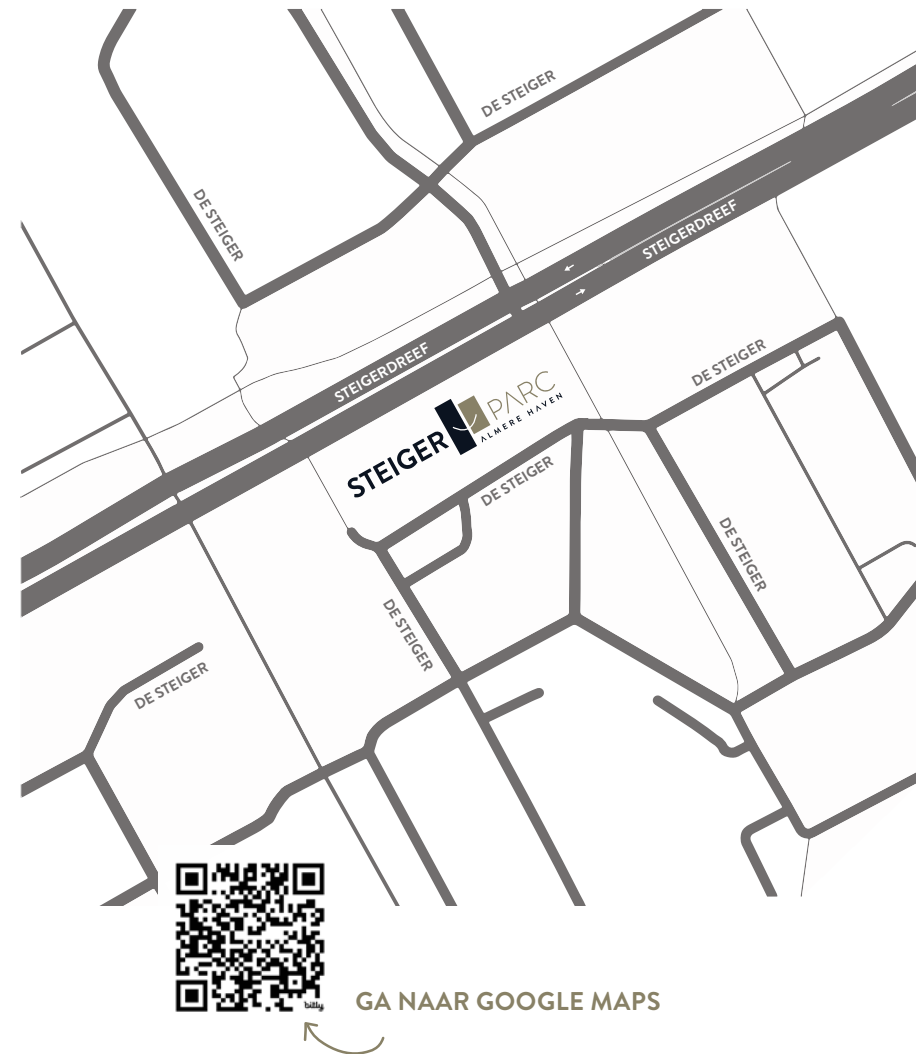 DE STEIGER
DE STEIGER
STEIGERDREEF
STEIGERDREEF
DE STEIGER
STEIGER PARC
ALMERE HAVEN
DE STEIGER
DE STEIGER
DE STEIGER
DE STEIGER
bitly
GA NAAR GOOGLE MAPS